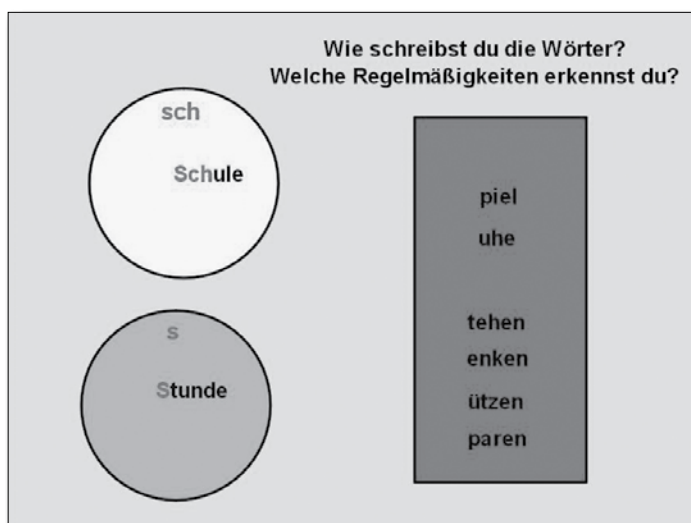 Wie schreibst du die Wörter?
Welche Regelmäßigkeiten erkennst du?
sch
Schule
s
Stunde
piel
uhe
tehen
enken
ützen
paren